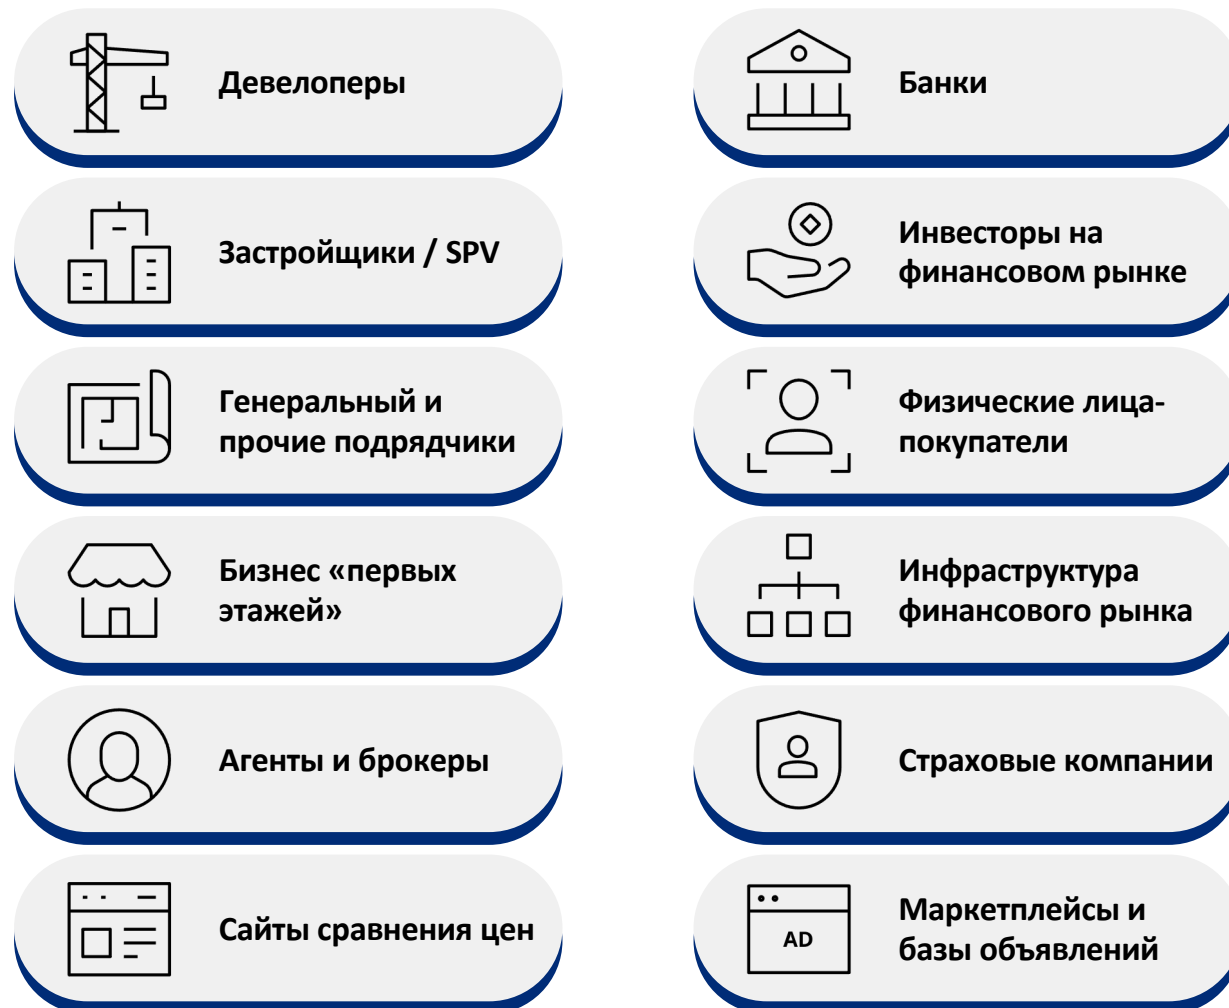 Девелоперы
Банки
Застройщики / SPV
Инвесторы на
финансовом рынке
Генеральный и
прочие подрядчики
Физические лица-
покупатели
Бизнес «первых
этажей»
Инфраструктура
финансового рынка
Агенты и брокеры
Страховые компании
Сайты сравнения цен
Маркетплейсы и
базы объявлений
AD